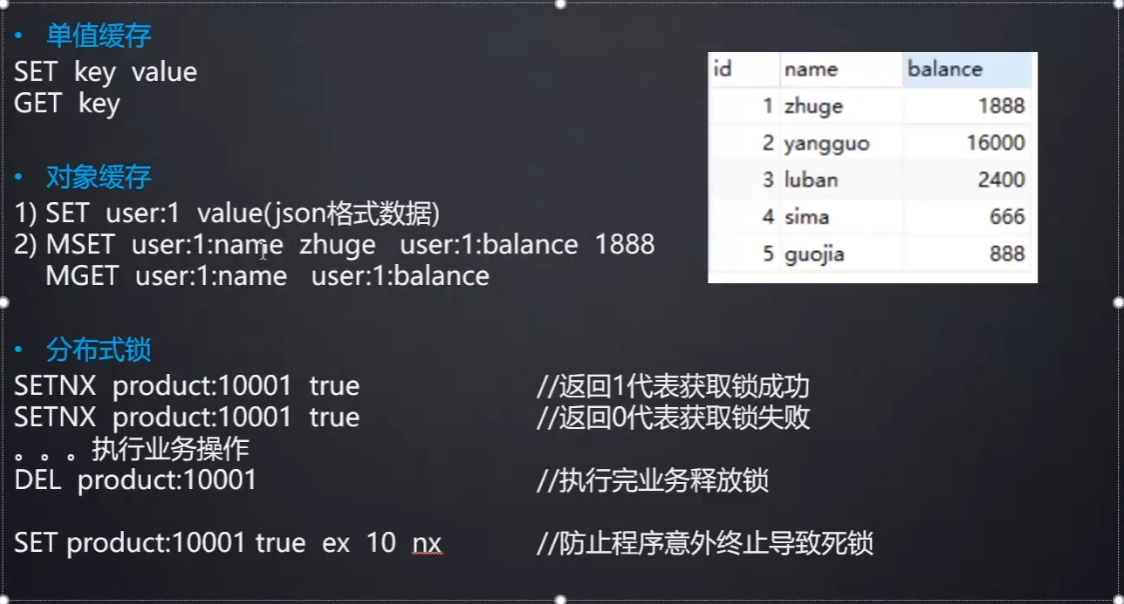 • 单值缓存
SET key value
GET key
• 对象缓存
1) SET user:1 value(json格式数据)
2) MSET user:1:name zhuge user:1:balance 1888
MGET user:1:name user:1:balance
• 分布式锁
SETNX product:10001 true //返回1代表获取锁成功
SETNX product:10001 true //返回0代表获取锁失败
。。。执行业务操作
DEL product:10001 //执行完业务释放锁
SET product:10001 true ex 10 nx //防止程序意外终止导致死锁
id name balance
1 zhuge 1888
2 yangguo 16000
3 luban 2400
4 sima 666
5 guojia 888